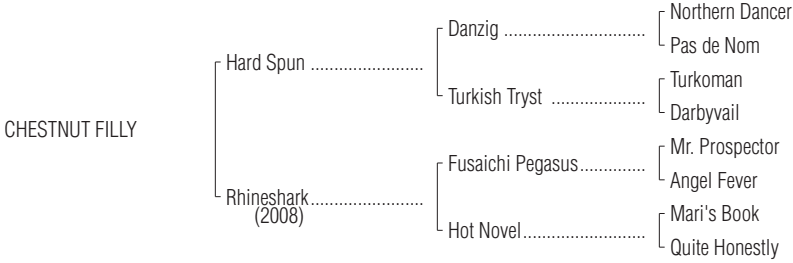 Northern Dancer
Danzig ..............................
Pas de Nom
Hard Spun ........................
Turkoman
Turkish Tryst ....................
Darbyvail
CHESTNUT FILLY
Mr. Prospector
Fusaichi Pegasus..............
Angel Fever
Rhineshark........................
(2008)
Mari's Book
Hot Novel..........................
Quite Honestly